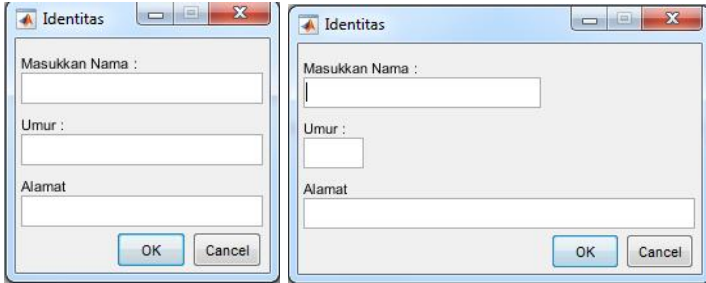 Identitas
Masukkan Nama :
Umur :
Alamat
OK
Cancel
Identitas
Masukkan Nama :
Umur :
Alamat
OK
Cancel